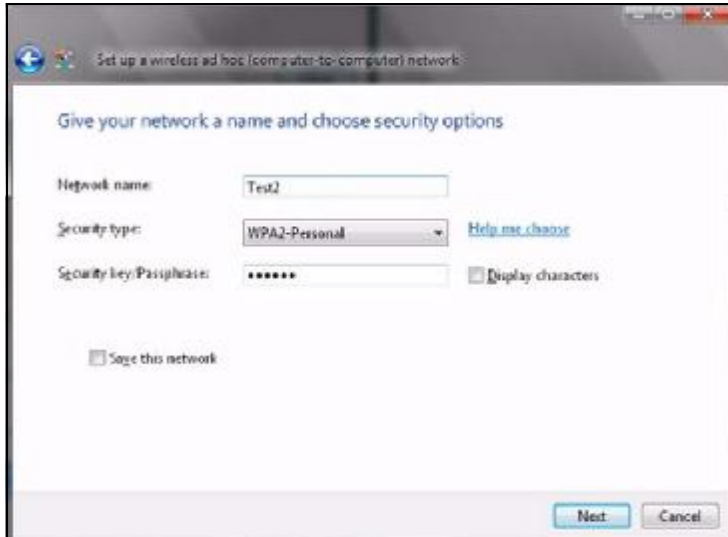 Set up a wireless ad hoc (computer-to-computer) network
Give your network a name and choose security options
Network name: Test2
Security type: WPA2-Personal Help me choose
Security key/Passphrase: •••••• Display characters
Save this network
Next Cancel